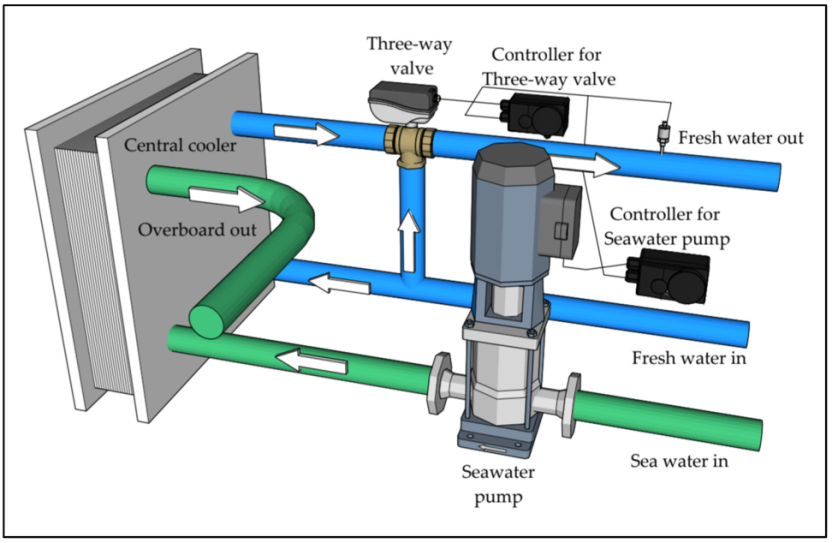 Three-way
valve
Controller for
Three-way valve
Central cooler
Fresh water out
Overboard out
Controller for
Seawater pump
Fresh water in
Sea water in
Seawater
pump